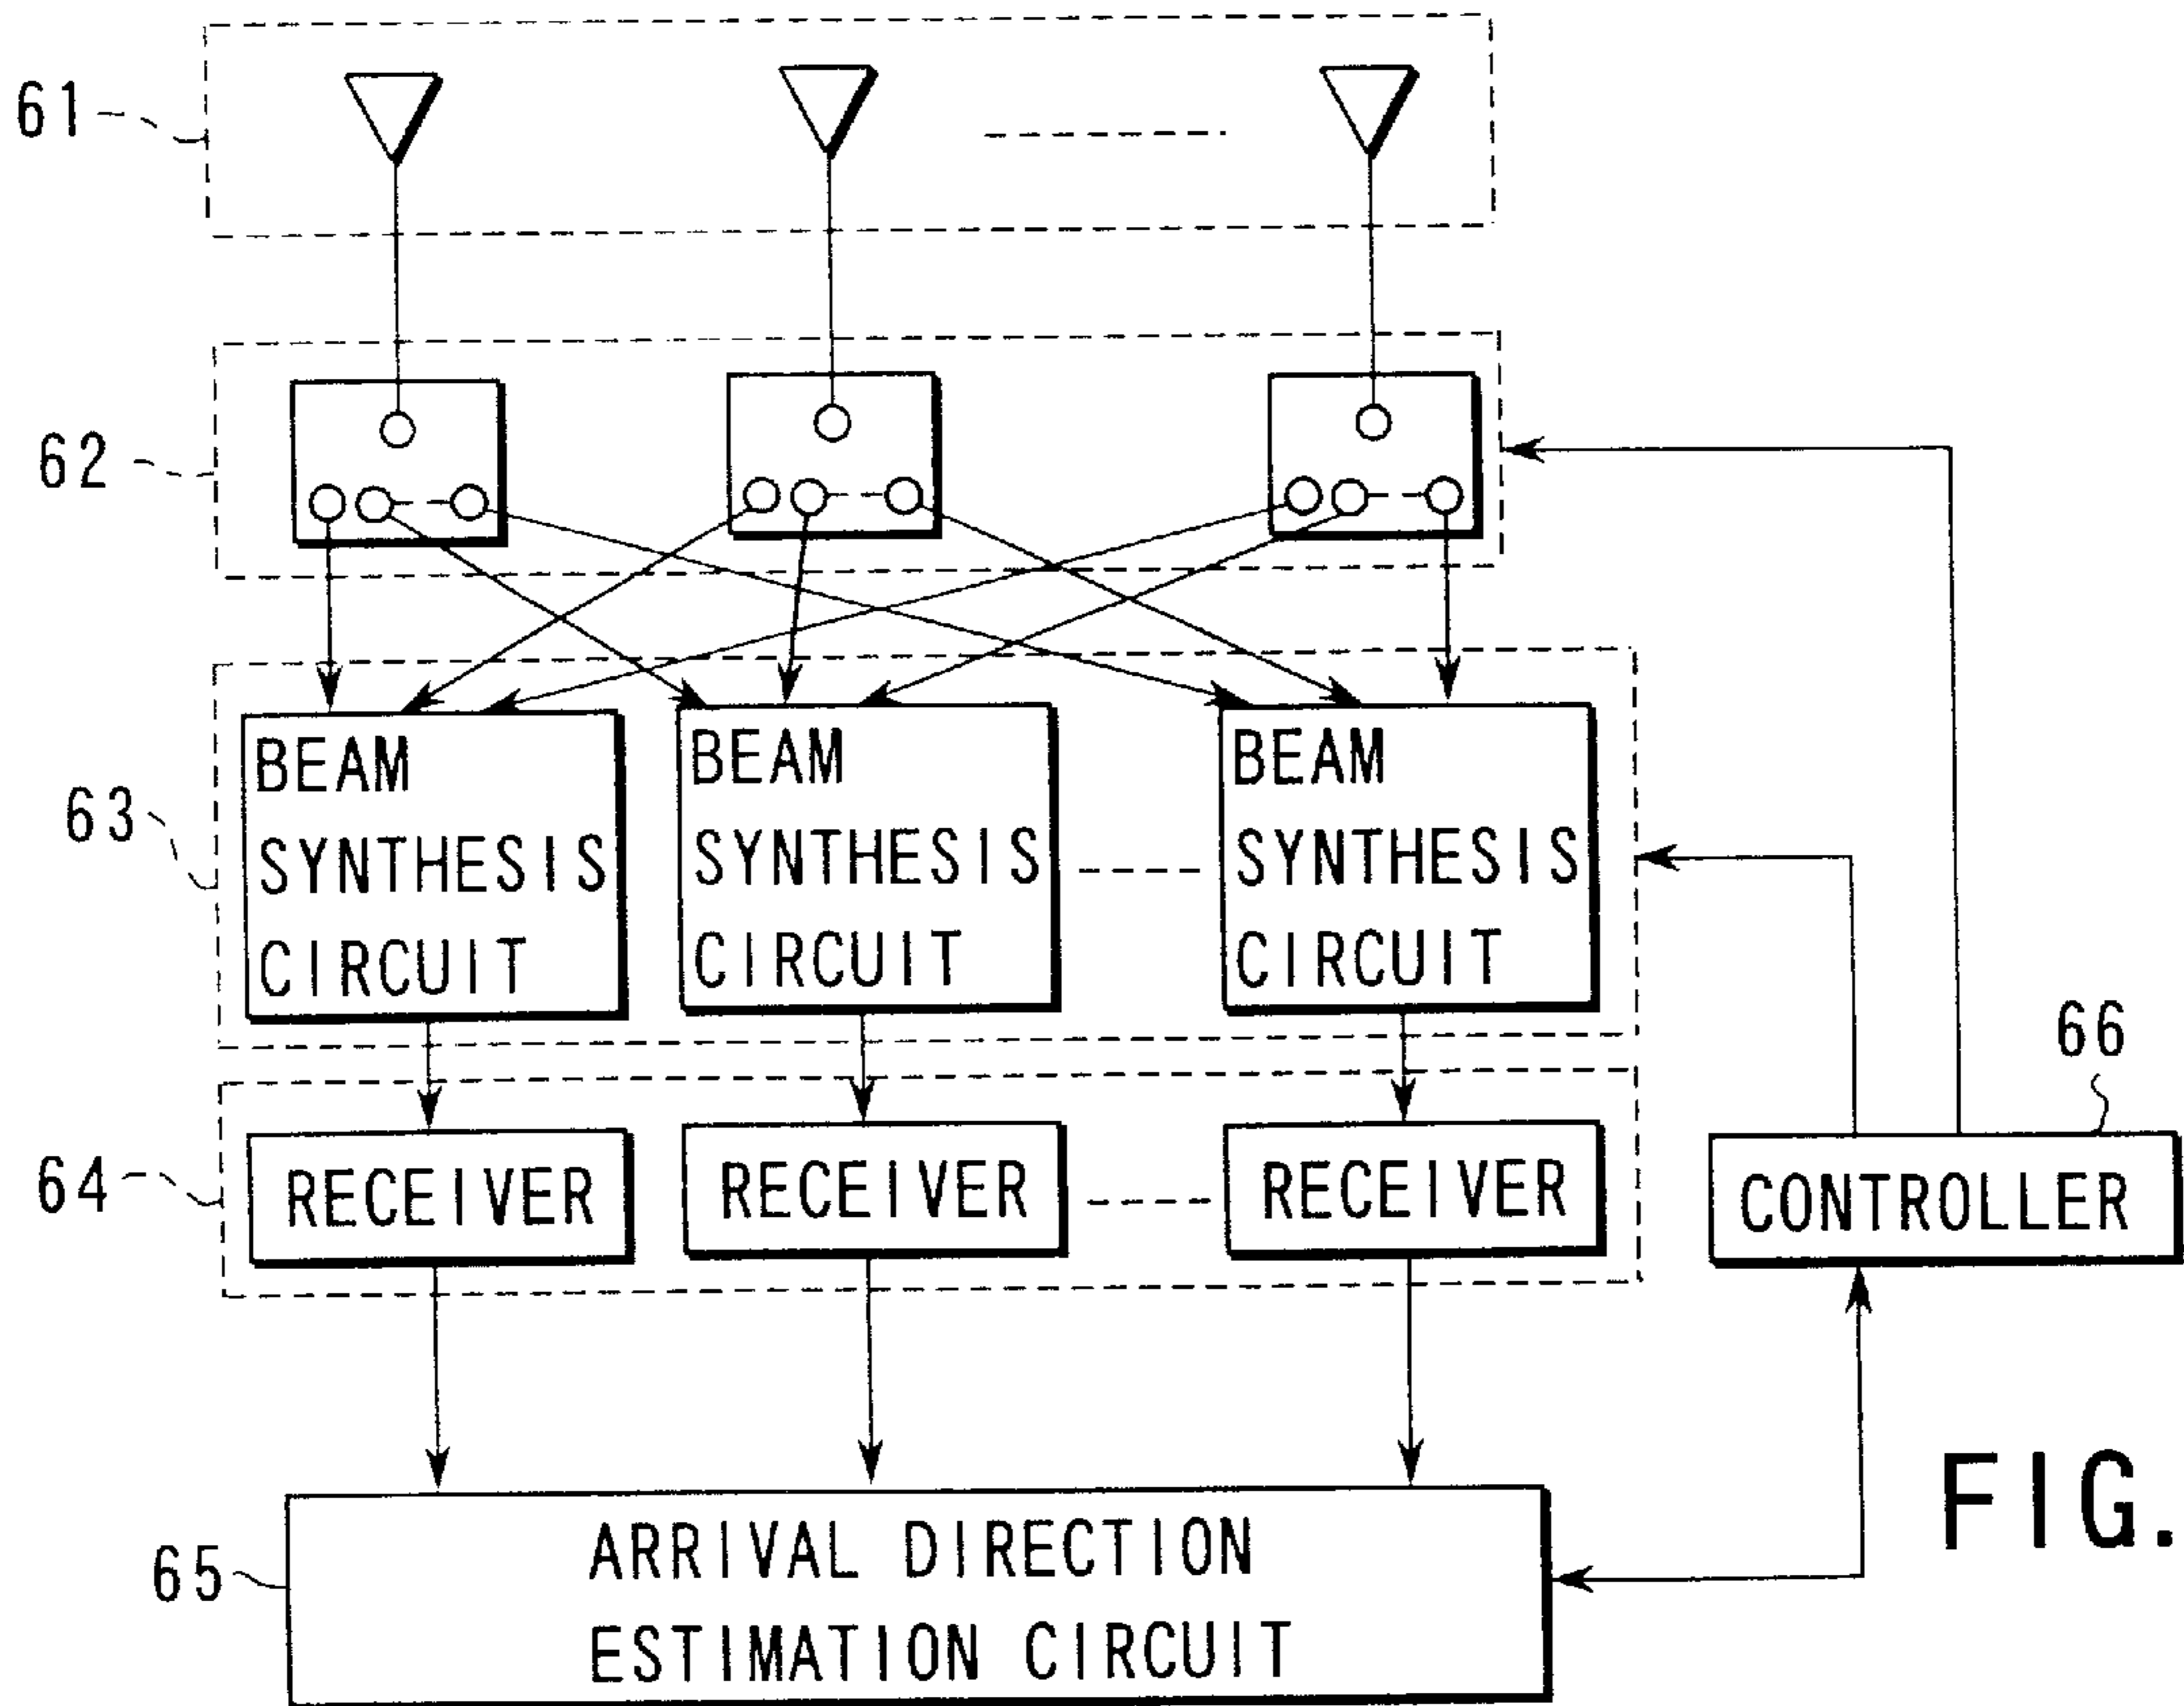 61
62
BEAM
SYNTHESIS
CIRCUIT
BEAM
SYNTHESIS
CIRCUIT
BEAM
SYNTHESIS
CIRCUIT
63
66
64
RECEIVER
RECEIVER
RECEIVER
CONTROLLER
FIG.
65
ARRIVAL DIRECTION
ESTIMATION CIRCUIT